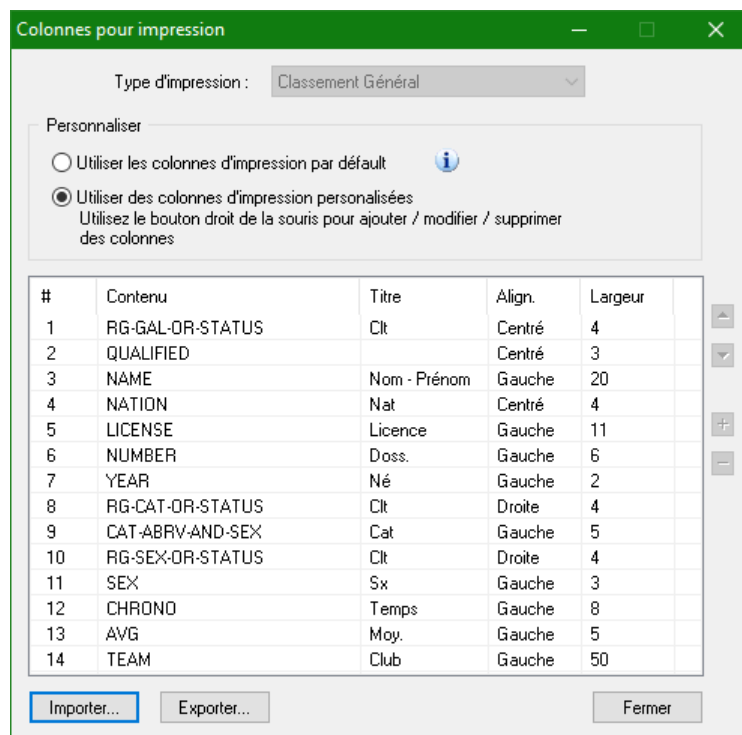 Colonnes pour impression
Type d'impression : Classement Général
Personnaliser
Utiliser les colonnes d'impression par défault
Utiliser des colonnes d'impression personalisées
Utilisez le bouton droit de la souris pour ajouter / modifier / supprimer
des colonnes
# Contenu Titre Align. Largeur
1 RG-GAL-OR-STATUS Clt Centré 4
2 QUALIFIED Centré 3
3 NAME Nom - Prénom Gauche 20
4 NATION Nat Centré 4
5 LICENSE Licence Gauche 11
6 NUMBER Doss. Gauche 6
7 YEAR Né Gauche 2
8 RG-CAT-OR-STATUS Clt Droite 4
9 CAT-ABRV-AND-SEX Cat Gauche 5
10 RG-SEX-OR-STATUS Clt Droite 4
11 SEX Sx Gauche 3
12 CHRONO Temps Gauche 8
13 AVG Moy. Gauche 5
14 TEAM Club Gauche 50
Importer... Exporter... Fermer